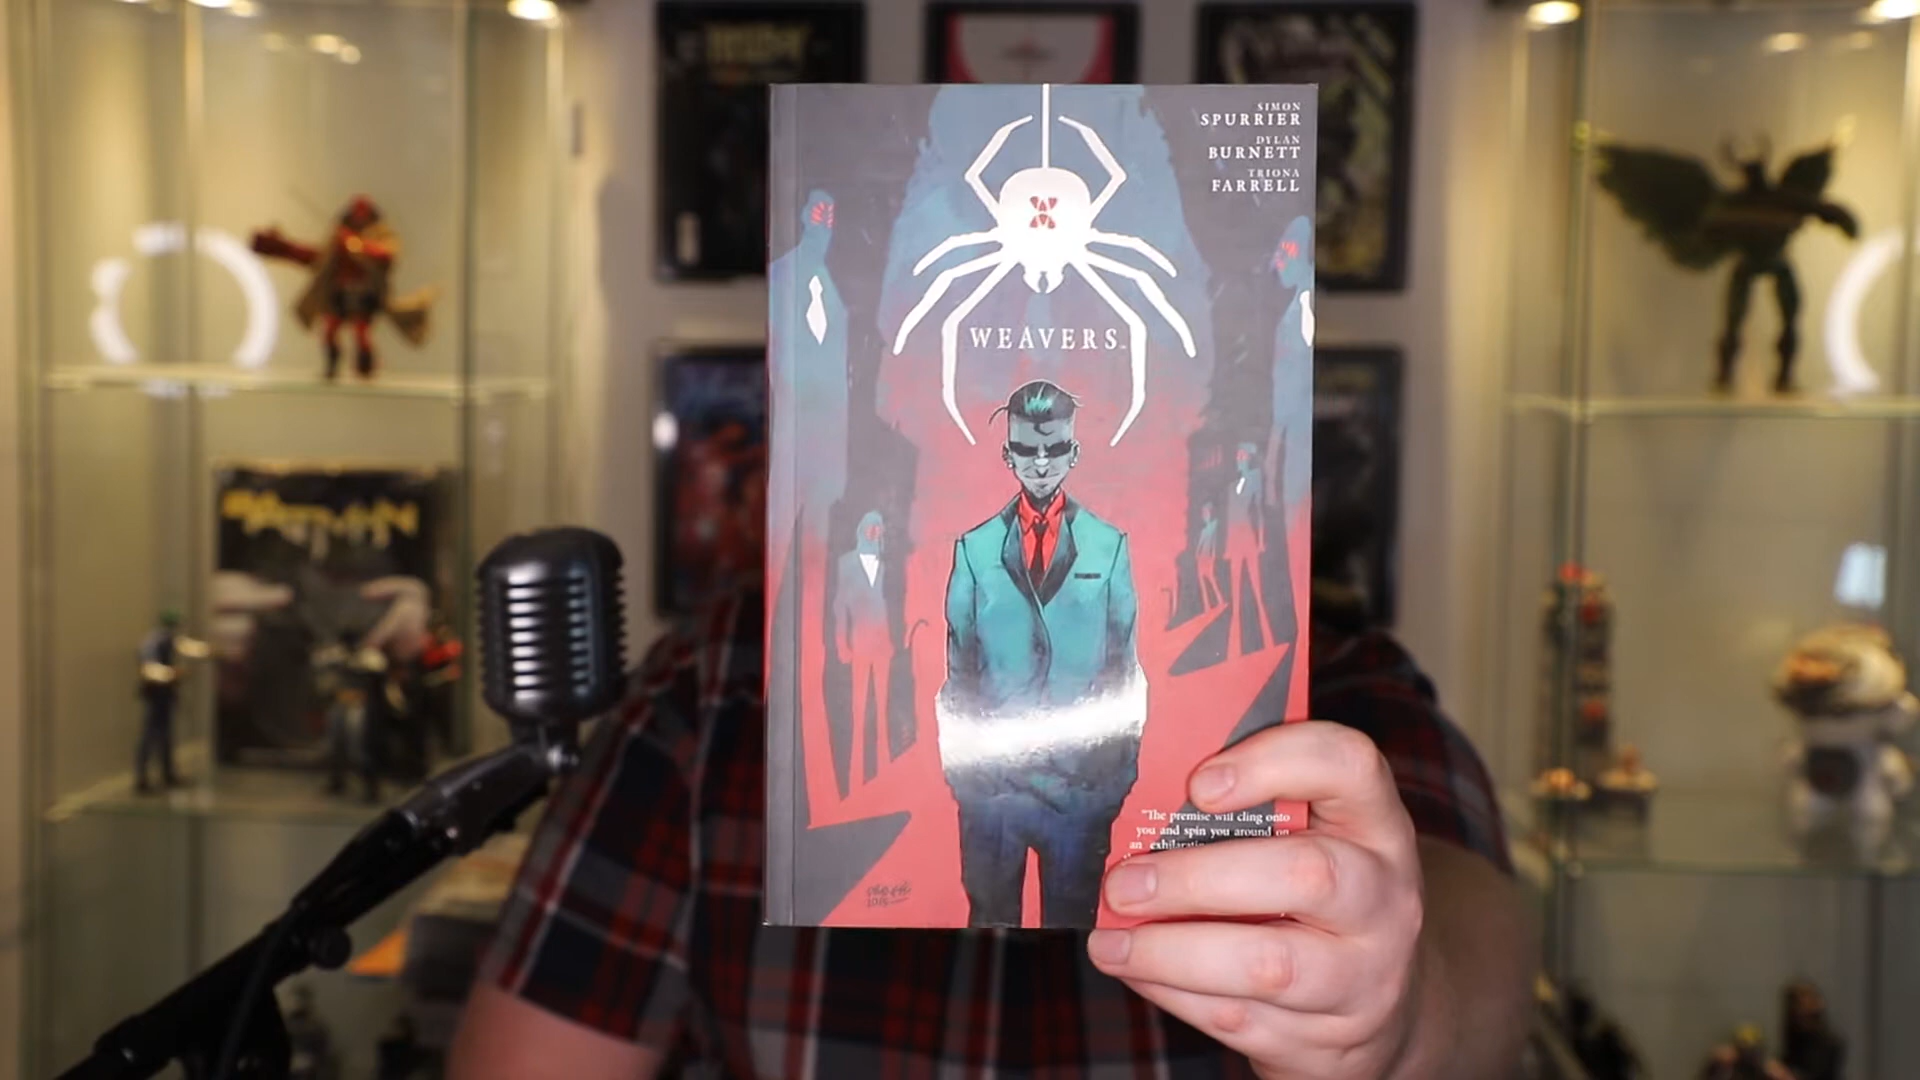 SIMON
SPURRIER
DYLAN
BURNETT
TRIONA
FARRELL
WEAVERS
"The premise will cling onto
you and spin you around on
an
BATMAN